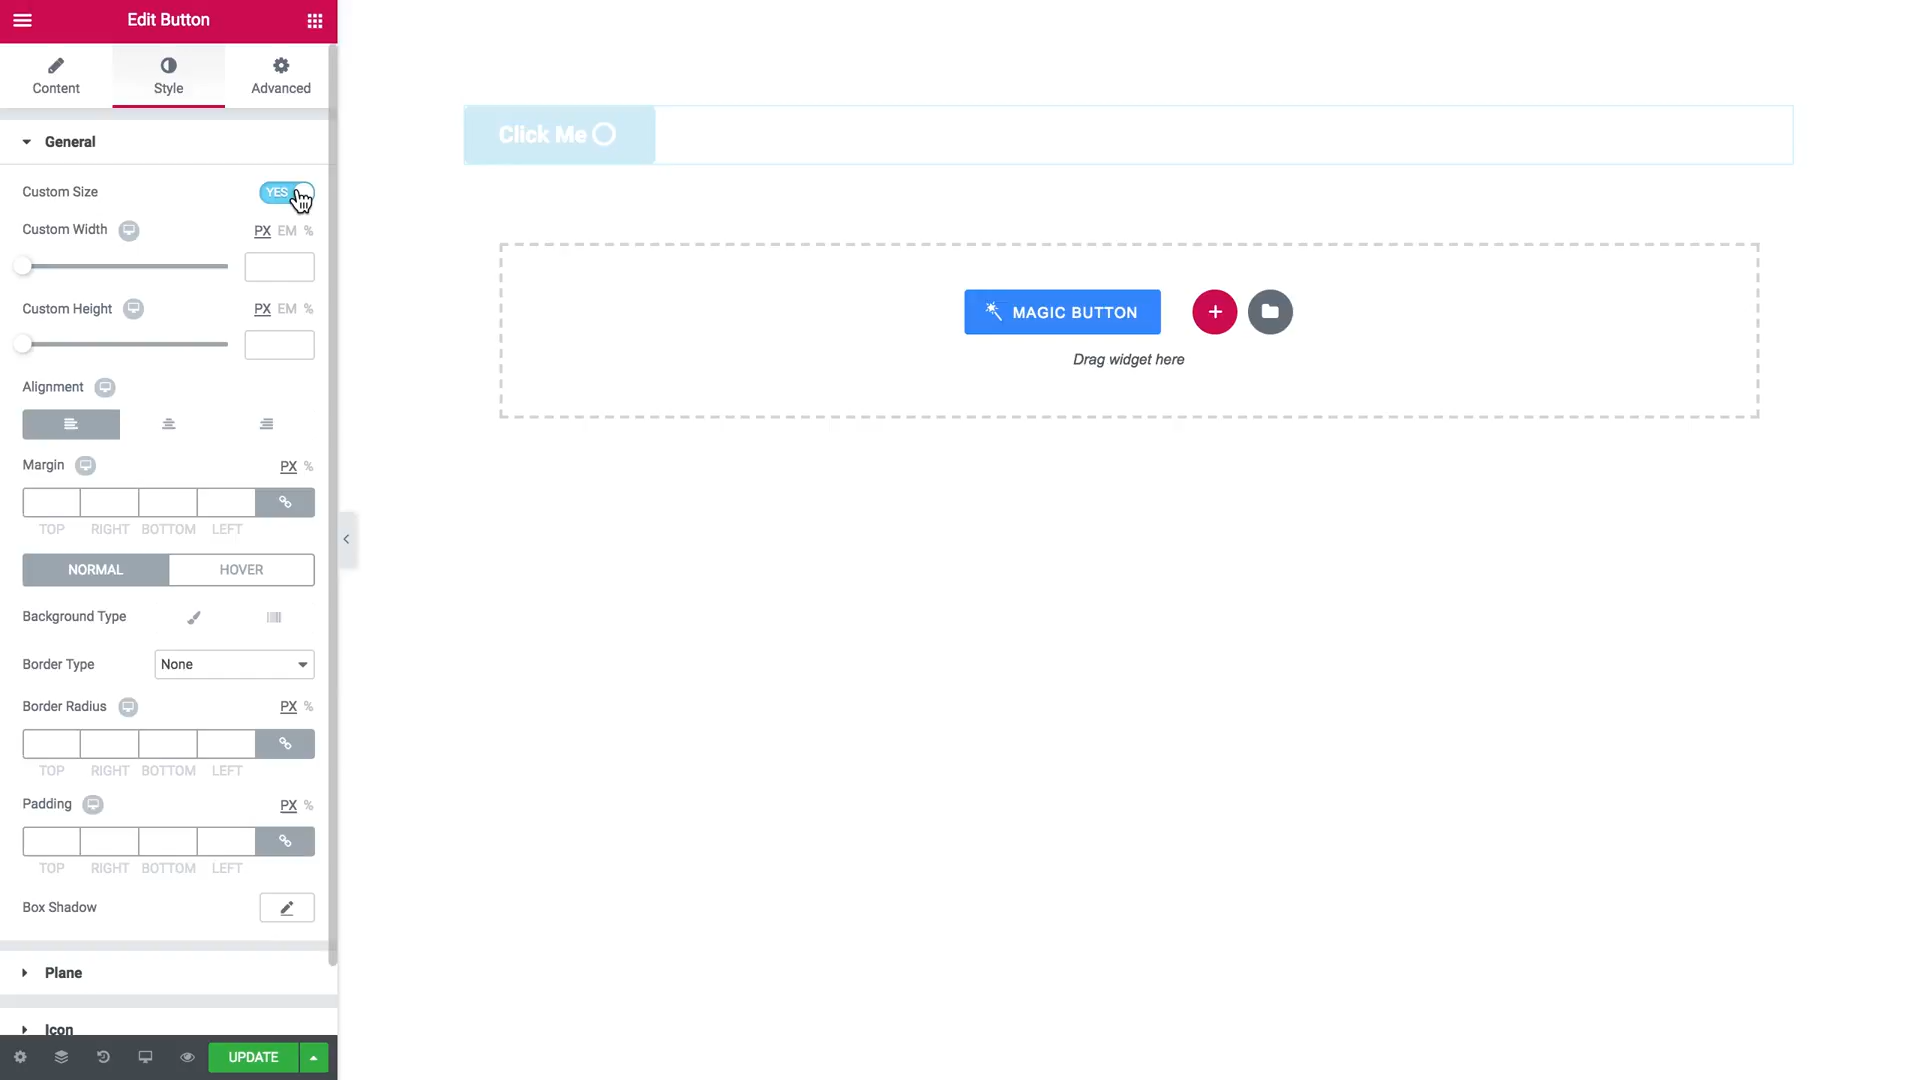 Edit Button
Content
Style
Advanced
General
Custom Size
YES
Custom Width
PX EM %
Custom Height
PX EM %
Alignment
Margin
PX %
TOP RIGHT BOTTOM LEFT
NORMAL
HOVER
Background Type
Border Type
None
Border Radius
PX %
TOP RIGHT BOTTOM LEFT
Padding
PX %
TOP RIGHT BOTTOM LEFT
Box Shadow
Plane
Icon
UPDATE
Click Me
MAGIC BUTTON
Drag widget here